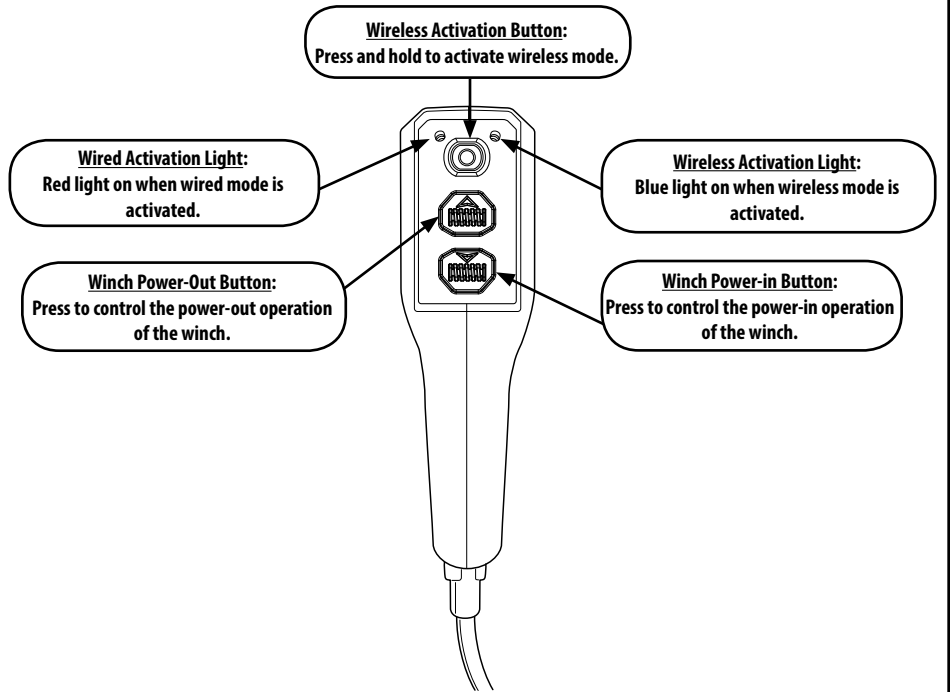 Wireless Activation Button:
Press and hold to activate wireless mode.
Wired Activation Light:
Red light on when wired mode is
activated.
Wireless Activation Light:
Blue light on when wireless mode is
activated.
Winch Power-Out Button:
Press to control the power-out operation
of the winch.
Winch Power-in Button:
Press to control the power-in operation
of the winch.